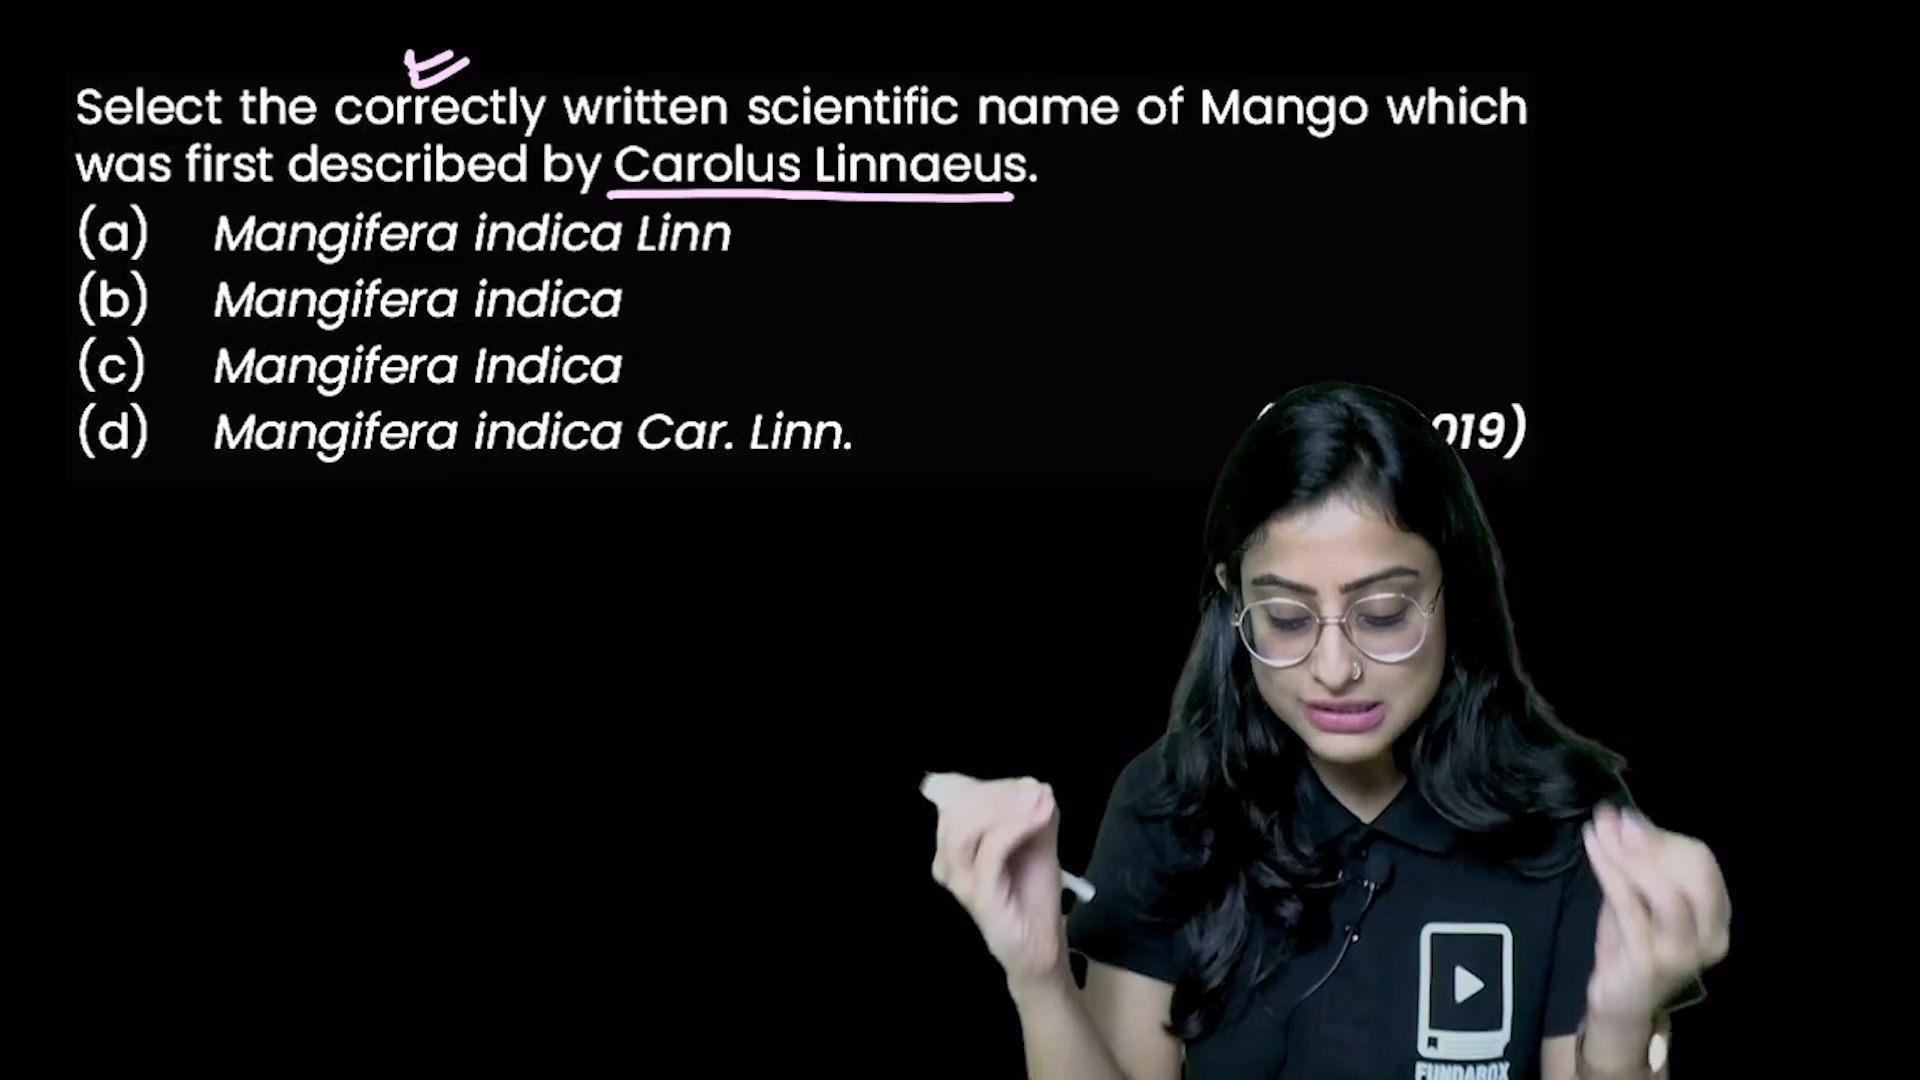 Select the correctly written scientific name of Mango which
was first described by Carolus Linnaeus.
(a) Mangifera indica Linn
(b) Mangifera indica
(c) Mangifera Indica
(d) Mangifera indica Car. Linn.
019)
FUNDABOX